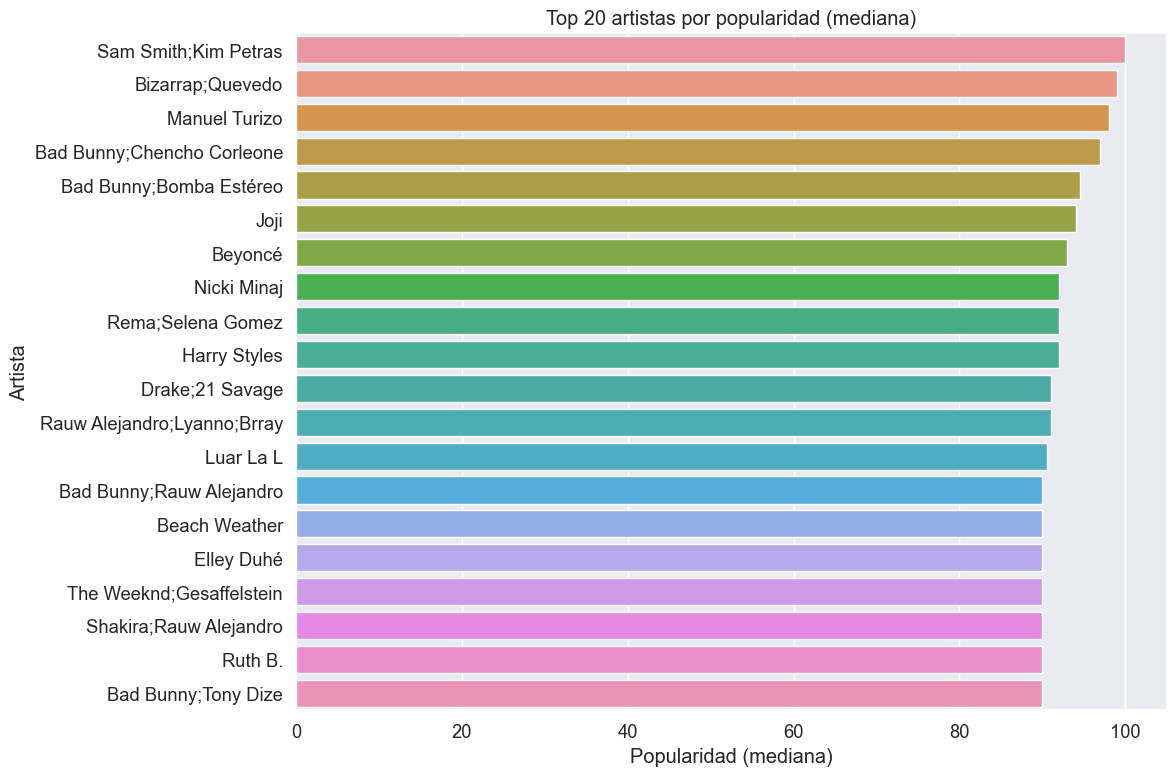 Top 20 artistas por popularidad (mediana)
Sam Smith;Kim Petras
Bizarrap;Quevedo
Manuel Turizo
Bad Bunny;Chencho Corleone
Bad Bunny;Bomba Estéreo
Joji
Beyoncé
Nicki Minaj
Rema;Selena Gomez
Harry Styles
Drake;21 Savage
Rauw Alejandro;Lyanno;Brray
Luar La L
Bad Bunny;Rauw Alejandro
Beach Weather
Elley Duhé
The Weeknd;Gesaffelstein
Shakira;Rauw Alejandro
Ruth B.
Bad Bunny;Tony Dize
Artista
0 20 40 60 80 100
Popularidad (mediana)